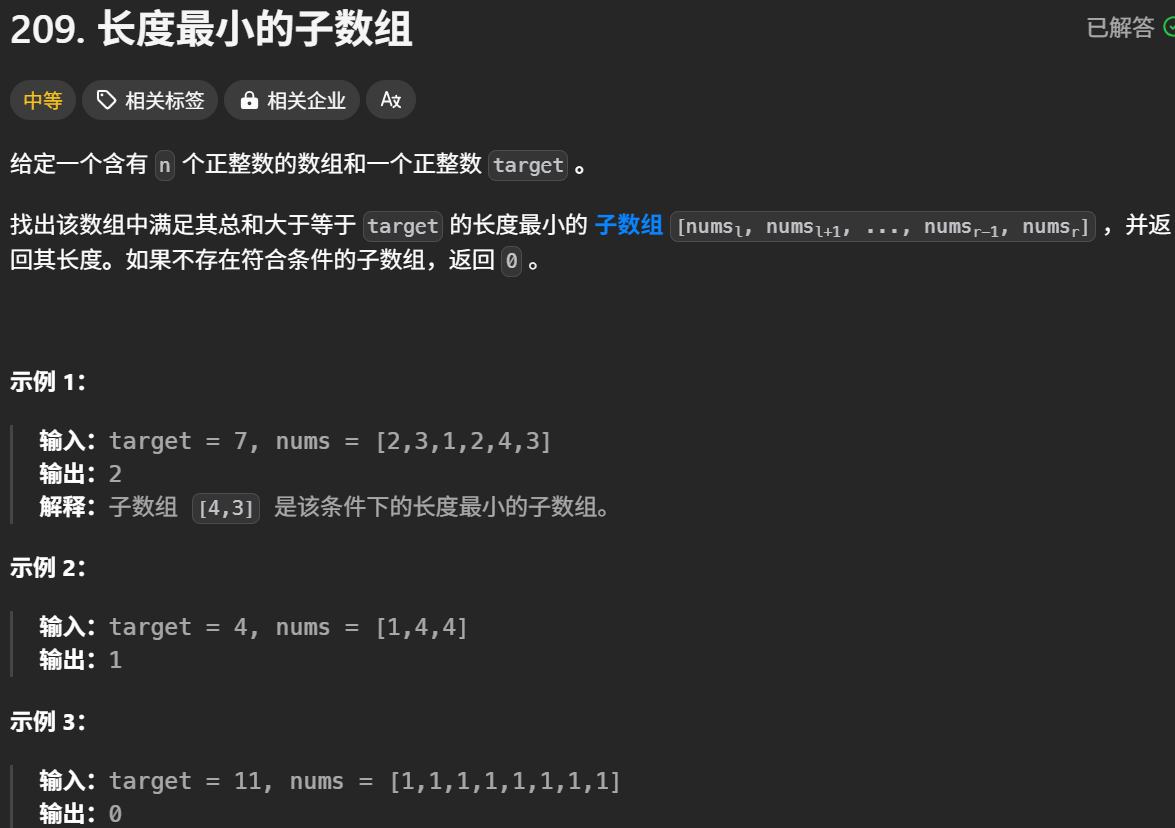 209. 长度最小的子数组
已解答
中等 相关标签 相关企业 Aあ
给定一个含有 n 个正整数的数组和一个正整数 target 。
找出该数组中满足其总和大于等于 target 的长度最小的 子数组 [numsl, numsl+1, ..., numsr-1, numsr] ，并返
回其长度。如果不存在符合条件的子数组，返回 0 。
示例 1：
输入：target = 7, nums = [2,3,1,2,4,3]
输出：2
解释：子数组 [4,3] 是该条件下的长度最小的子数组。
示例 2：
输入：target = 4, nums = [1,4,4]
输出：1
示例 3：
输入：target = 11, nums = [1,1,1,1,1,1,1,1]
输出：0